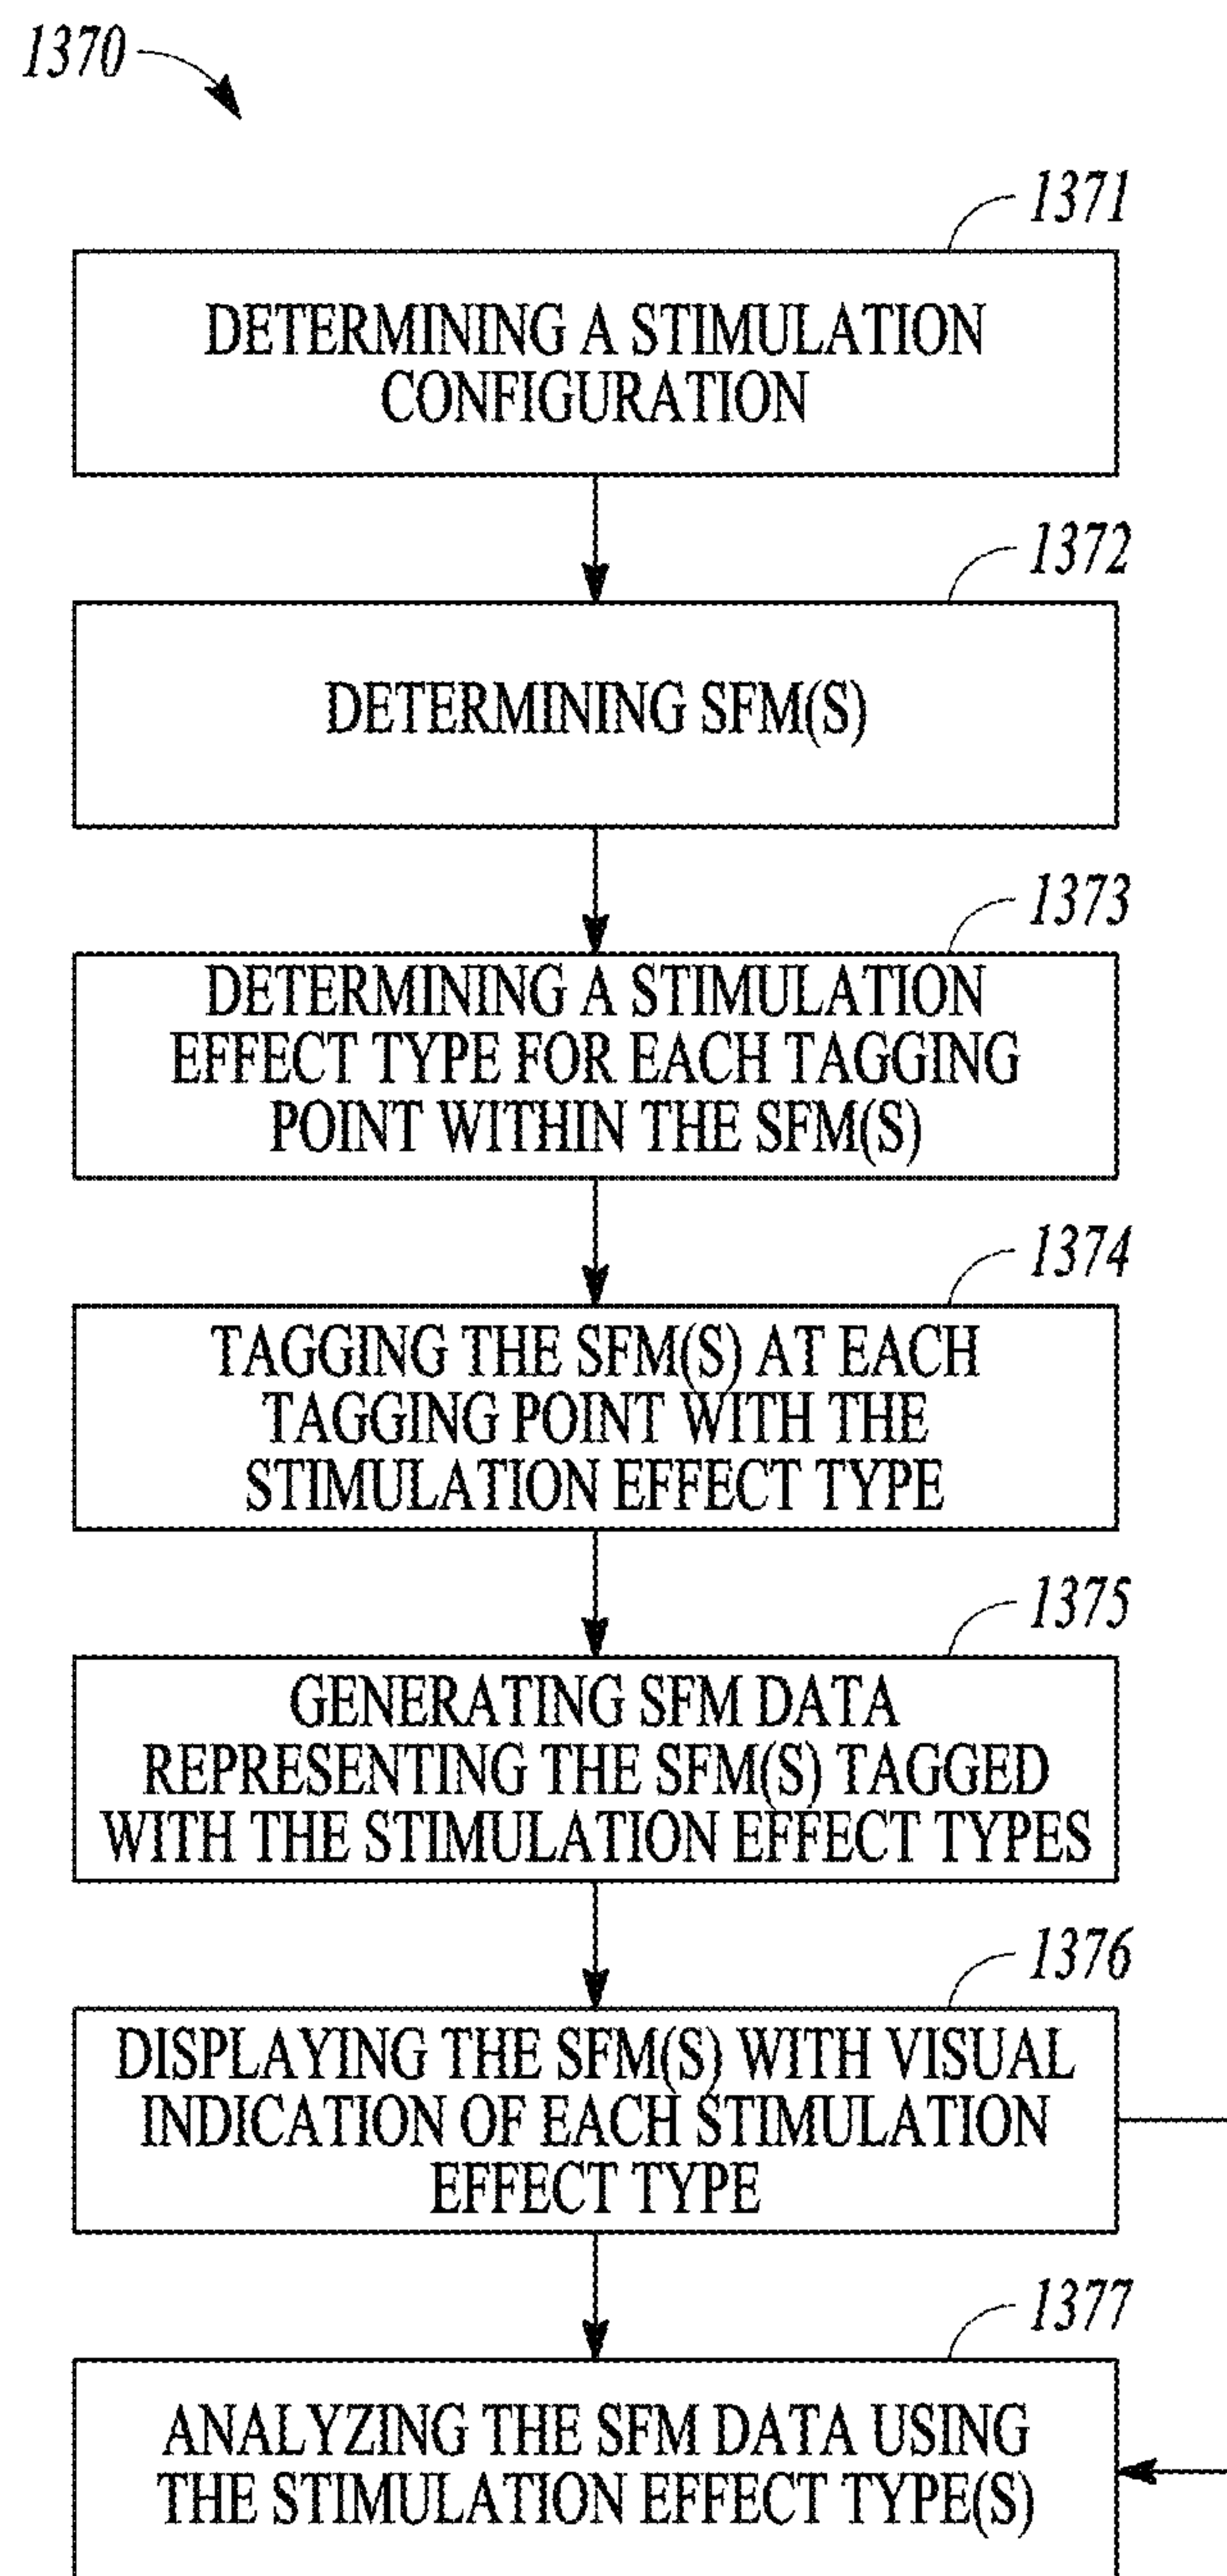 1370
1371
DETERMINING A STIMULATION
CONFIGURATION
1372
DETERMINING SFM(S)
1373
DETERMINING A STIMULATION
EFFECT TYPE FOR EACH TAGGING
POINT WITHIN THE SFM(S)
1374
TAGGING THE SFM(S) AT EACH
TAGGING POINT WITH THE
STIMULATION EFFECT TYPE
1375
GENERATING SFM DATA
REPRESENTING THE SFM(S) TAGGED
WITH THE STIMULATION EFFECT TYPES
1376
DISPLAYING THE SFM(S) WITH VISUAL
INDICATION OF EACH STIMULATION
EFFECT TYPE
1377
ANALYZING THE SFM DATA USING
THE STIMULATION EFFECT TYPE(S)